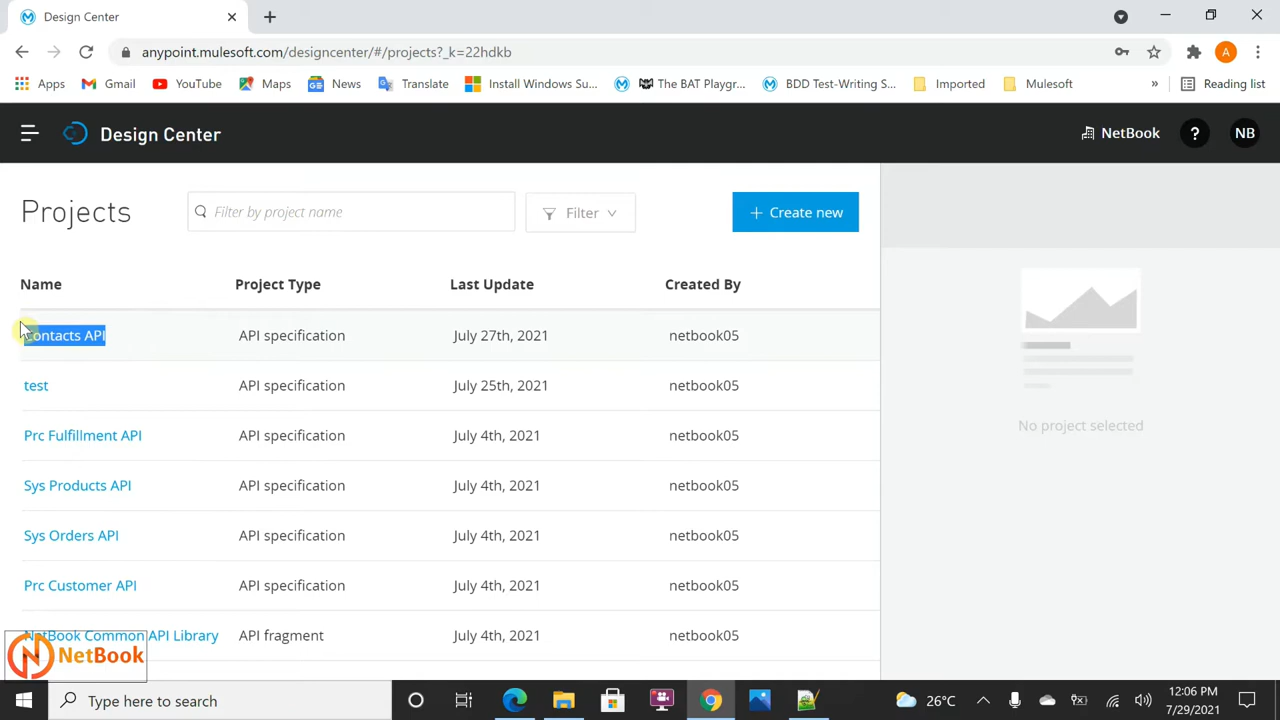 Design Center
anypoint.mulesoft.com/designcenter/#/projects?_k=22hdkb
A
Apps
Gmail
YouTube
Maps
News
Translate
Install Windows Su...
The BAT Playgr...
BDD Test-Writing S...
Imported
Mulesoft
»
Reading list
Design Center
NetBook
?
NB
Projects
Filter by project name
Filter
+ Create new
Name Project Type Last Update Created By
Contacts API API specification July 27th, 2021 netbook05
test API specification July 25th, 2021 netbook05
Prc Fulfillment API API specification July 4th, 2021 netbook05
Sys Products API API specification July 4th, 2021 netbook05
Sys Orders API API specification July 4th, 2021 netbook05
Prc Customer API API specification July 4th, 2021 netbook05
NetBook Common API Library API fragment July 4th, 2021 netbook05
No project selected
NetBook
Type here to search
26°C
12:06 PM
7/29/2021